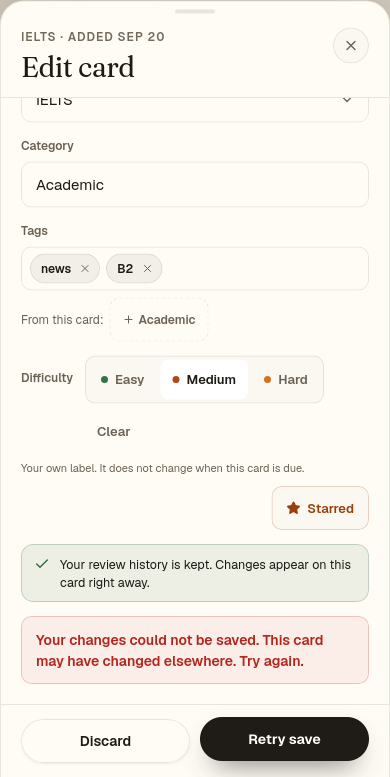 IELTS · ADDED SEP 20
Edit card
IELTS
Category
Academic
Tags
news
B2
From this card:
+ Academic
Difficulty
Easy
Medium
Hard
Clear
Your own label. It does not change when this card is due.
Starred
Your review history is kept. Changes appear on this
card right away.
Your changes could not be saved. This card
may have changed elsewhere. Try again.
Discard
Retry save